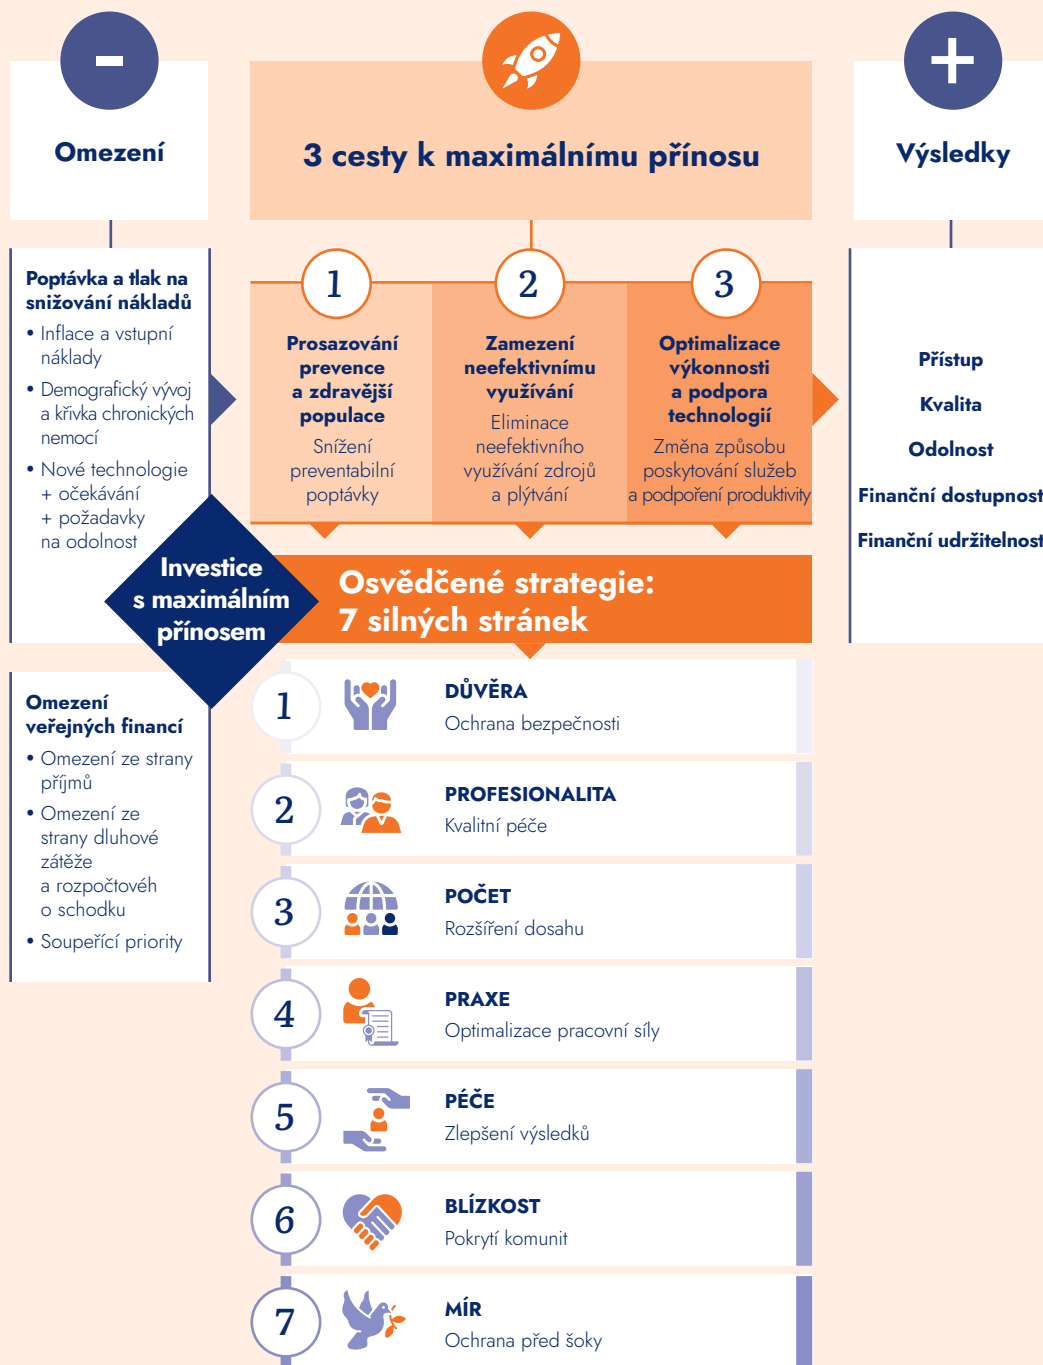 -
Omezení
Poptávka a tlak na
snižování nákladů
• Inflace a vstupní
náklady
• Demografický vývoj
a křivka chronických
nemocí
• Nové technologie
+ očekávání
+ požadavky
na odolnost
Omezení
veřejných financí
• Omezení ze strany
příjmů
• Omezení ze
strany dluhové
zátěže
a rozpočtovéh
o schodku
• Soupeřící priority
Investice
s maximálním
přínosem
3 cesty k maximálnímu přínosu
1
Prosazování
prevence
a zdravější
populace
Snížení
preventabilní
poptávky
2
Zamezení
neefektivnímu
využívání
Eliminace
neefektivního
využívání zdrojů
a plýtvání
3
Optimalizace
výkonnosti
a podpora
technologií
Změna způsobu
poskytování služeb
a podpoření produktivity
Osvědčené strategie:
7 silných stránek
1
DŮVĚRA
Ochrana bezpečnosti
2
PROFESIONALITA
Kvalitní péče
3
POČET
Rozšíření dosahu
4
PRAXE
Optimalizace pracovní síly
5
PÉČE
Zlepšení výsledků
6
BLÍZKOST
Pokrytí komunit
7
MÍR
Ochrana před šoky
+
Výsledky
Přístup
Kvalita
Odolnost
Finanční dostupnost
Finanční udržitelnost